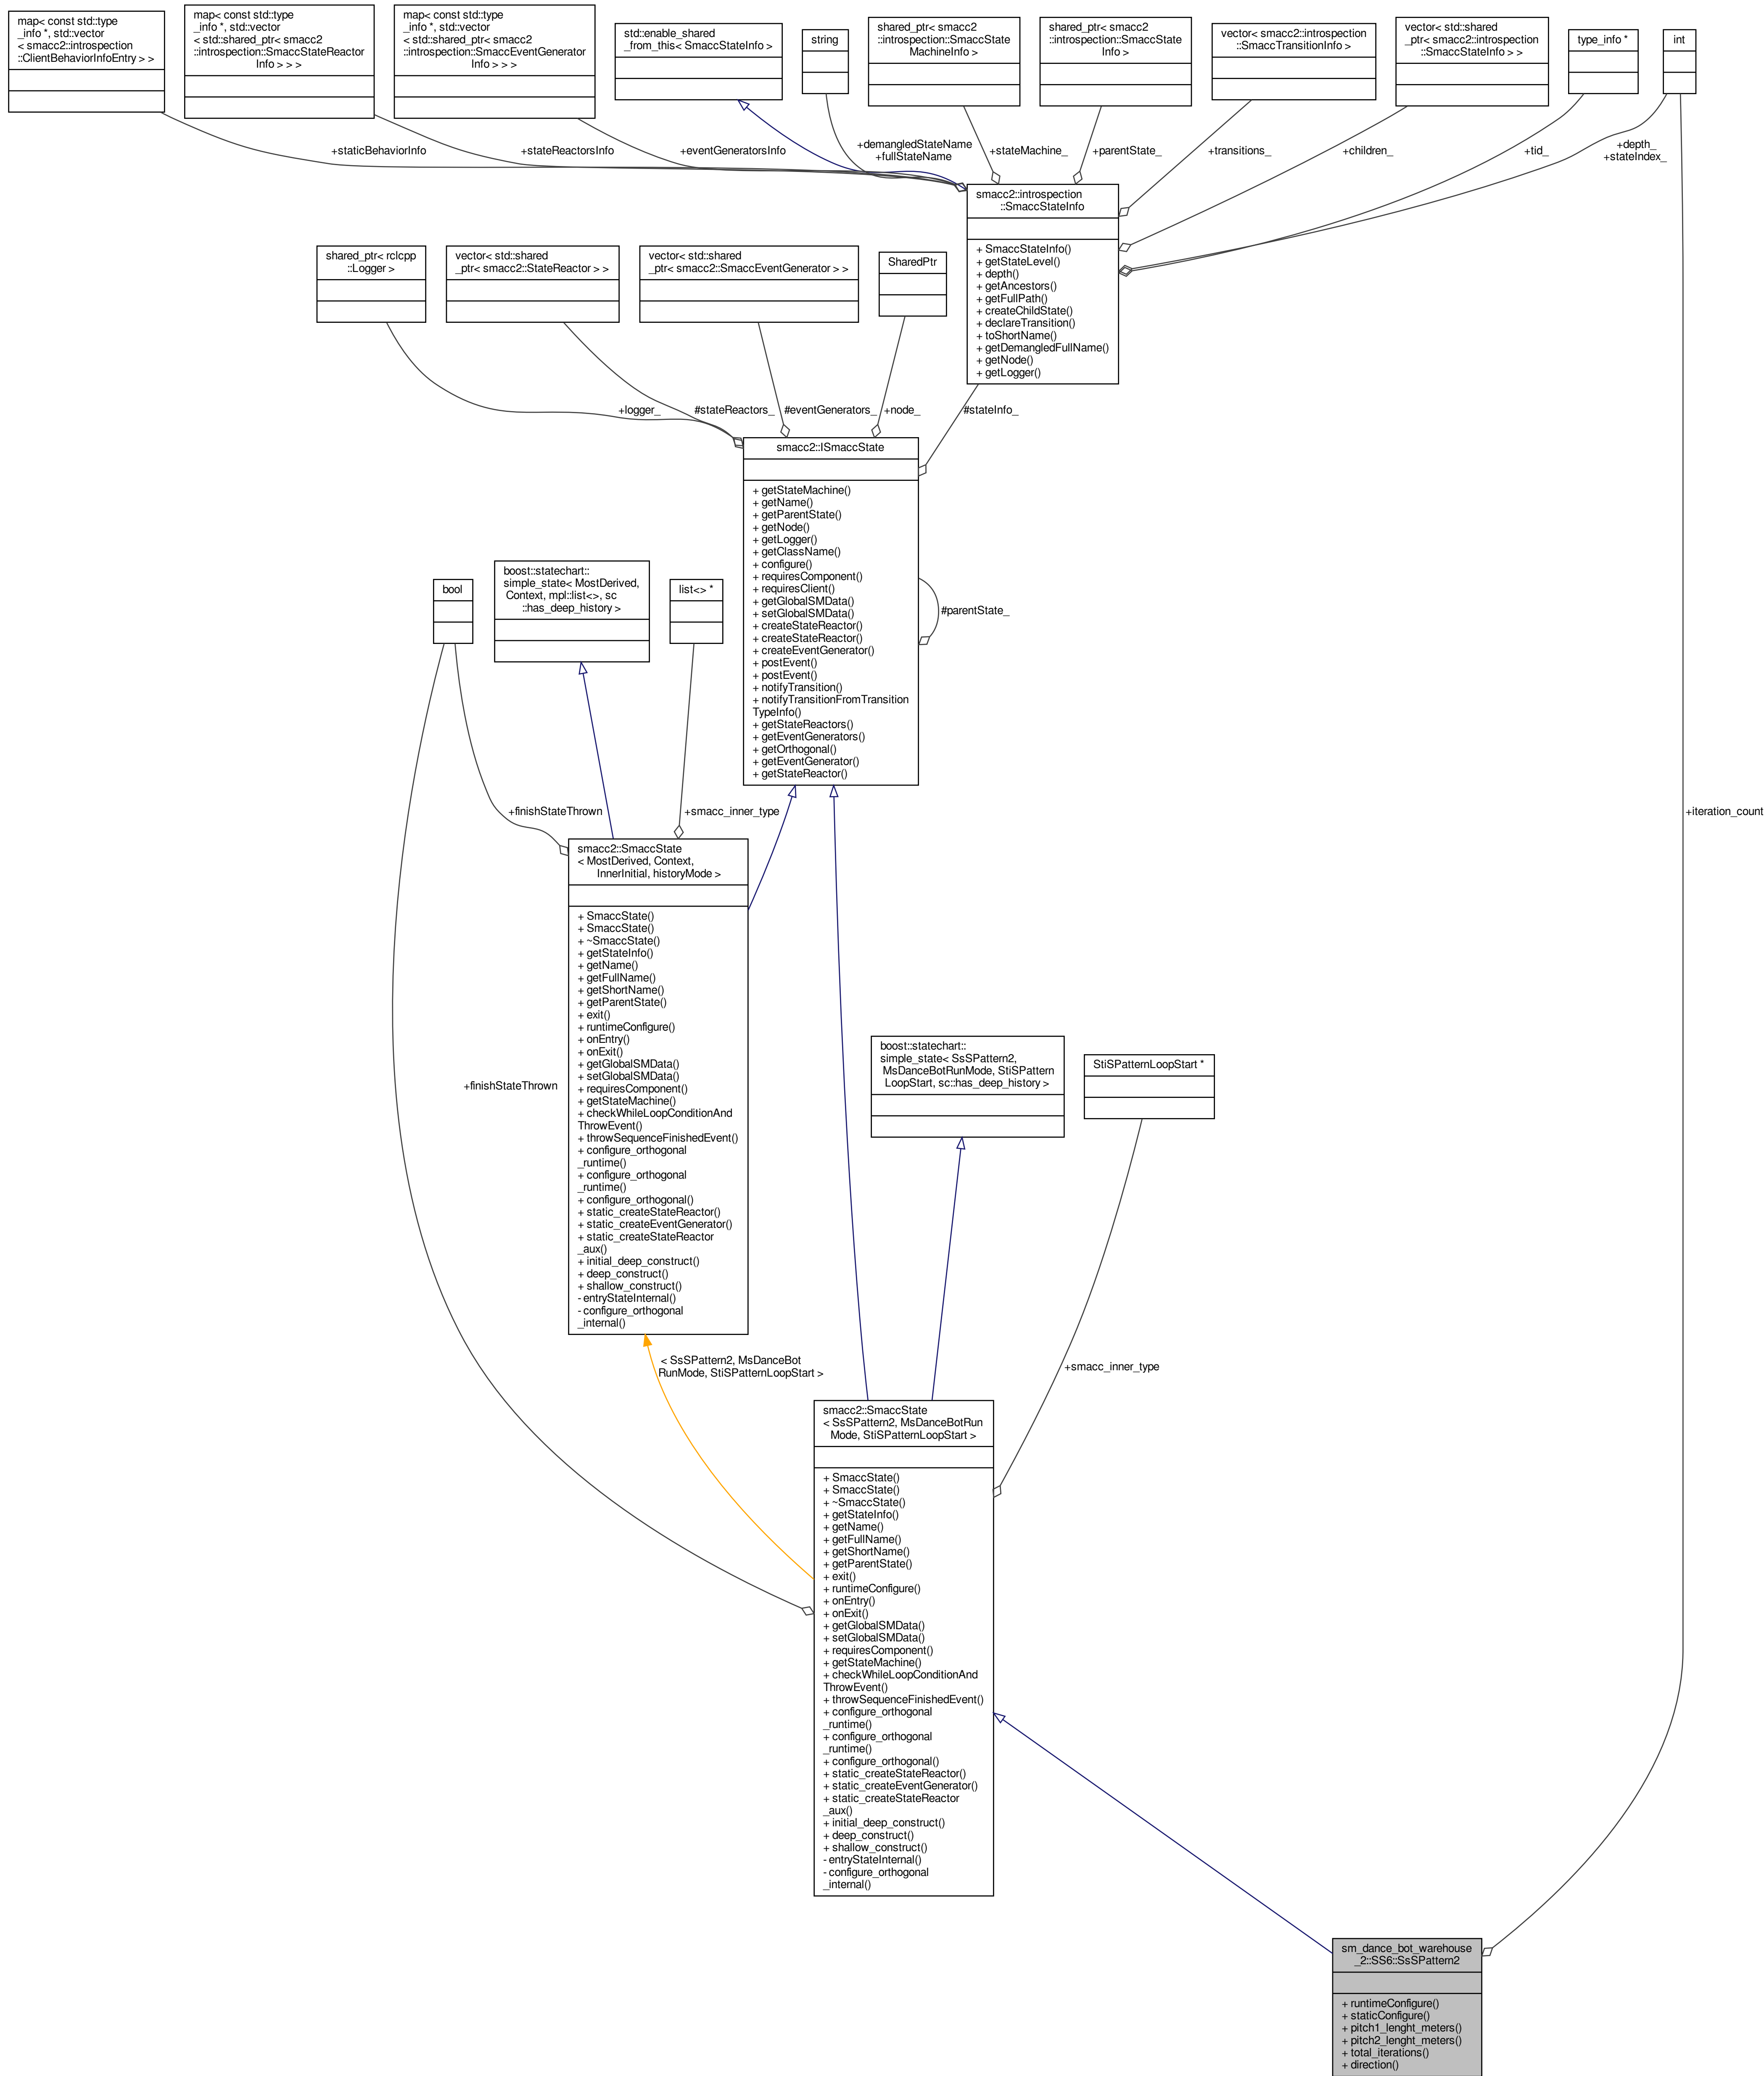 map< const std::type
_info *, std::vector
< smacc2::introspection
::ClientBehaviorInfoEntry > >
map< const std::type
_info *, std::vector
< std::shared_ptr< smacc2
::introspection::SmaccStateReactor
Info > > >
map< const std::type
_info *, std::vector
< std::shared_ptr< smacc2
::introspection::SmaccEventGenerator
Info > > >
std::enable_shared
_from_this< SmaccStateInfo >
string
shared_ptr< smacc2
::introspection::SmaccState
MachineInfo >
shared_ptr< smacc2
::introspection::SmaccState
Info >
vector< smacc2::introspection
::SmaccTransitionInfo >
vector< std::shared
_ptr< smacc2::introspection
::SmaccStateInfo > >
type_info *
int
+staticBehaviorInfo
+stateReactorsInfo
+eventGeneratorsInfo
+demangledStateName
+fullStateName
+stateMachine_
+parentState_
+transitions_
+children_
+tid_
+depth_
+stateIndex_
smacc2::introspection
::SmaccStateInfo
+ SmaccStateInfo()
+ getStateLevel()
+ depth()
+ getAncestors()
+ getFullPath()
+ createChildState()
+ declareTransition()
+ toShortName()
+ getDemangledFullName()
+ getNode()
+ getLogger()
shared_ptr< rclcpp
::Logger >
vector< std::shared
_ptr< smacc2::StateReactor > >
vector< std::shared
_ptr< smacc2::SmaccEventGenerator > >
SharedPtr
+logger_
#stateReactors_
#eventGenerators_
+node_
#stateInfo_
smacc2::ISmaccState
+ getStateMachine()
+ getName()
+ getParentState()
+ getNode()
+ getLogger()
+ getClassName()
+ configure()
+ requiresComponent()
+ requiresClient()
+ getGlobalSMData()
+ setGlobalSMData()
+ createStateReactor()
+ createStateReactor()
+ createEventGenerator()
+ postEvent()
+ postEvent()
+ notifyTransition()
+ notifyTransitionFromTransition
TypeInfo()
+ getStateReactors()
+ getEventGenerators()
+ getOrthogonal()
+ getEventGenerator()
+ getStateReactor()
#parentState_
bool
boost::statechart::
simple_state< MostDerived,
Context, mpl::list<>, sc
::has_deep_history >
list<> *
+finishStateThrown
+smacc_inner_type
+iteration_count
smacc2::SmaccState
< MostDerived, Context,
InnerInitial, historyMode >
+ SmaccState()
+ SmaccState()
+ ~SmaccState()
+ getStateInfo()
+ getName()
+ getFullName()
+ getShortName()
+ getParentState()
+ exit()
+ runtimeConfigure()
+ onEntry()
+ onExit()
+ getGlobalSMData()
+ setGlobalSMData()
+ requiresComponent()
+ getStateMachine()
+ checkWhileLoopConditionAnd
ThrowEvent()
+ throwSequenceFinishedEvent()
+ configure_orthogonal
_runtime()
+ configure_orthogonal
_runtime()
+ configure_orthogonal()
+ static_createStateReactor()
+ static_createEventGenerator()
+ static_createStateReactor
_aux()
+ initial_deep_construct()
+ deep_construct()
+ shallow_construct()
- entryStateInternal()
- configure_orthogonal
_internal()
+finishStateThrown
boost::statechart::
simple_state< SsSPattern2,
MsDanceBotRunMode, StiSPattern
LoopStart, sc::has_deep_history >
StiSPatternLoopStart *
< SsSPattern2, MsDanceBot
RunMode, StiSPatternLoopStart >
+smacc_inner_type
smacc2::SmaccState
< SsSPattern2, MsDanceBotRun
Mode, StiSPatternLoopStart >
+ SmaccState()
+ SmaccState()
+ ~SmaccState()
+ getStateInfo()
+ getName()
+ getFullName()
+ getShortName()
+ getParentState()
+ exit()
+ runtimeConfigure()
+ onEntry()
+ onExit()
+ getGlobalSMData()
+ setGlobalSMData()
+ requiresComponent()
+ getStateMachine()
+ checkWhileLoopConditionAnd
ThrowEvent()
+ throwSequenceFinishedEvent()
+ configure_orthogonal
_runtime()
+ configure_orthogonal
_runtime()
+ configure_orthogonal()
+ static_createStateReactor()
+ static_createEventGenerator()
+ static_createStateReactor
_aux()
+ initial_deep_construct()
+ deep_construct()
+ shallow_construct()
- entryStateInternal()
- configure_orthogonal
_internal()
sm_dance_bot_warehouse
_2::SS6::SsSPattern2
+ runtimeConfigure()
+ staticConfigure()
+ pitch1_lenght_meters()
+ pitch2_lenght_meters()
+ total_iterations()
+ direction()